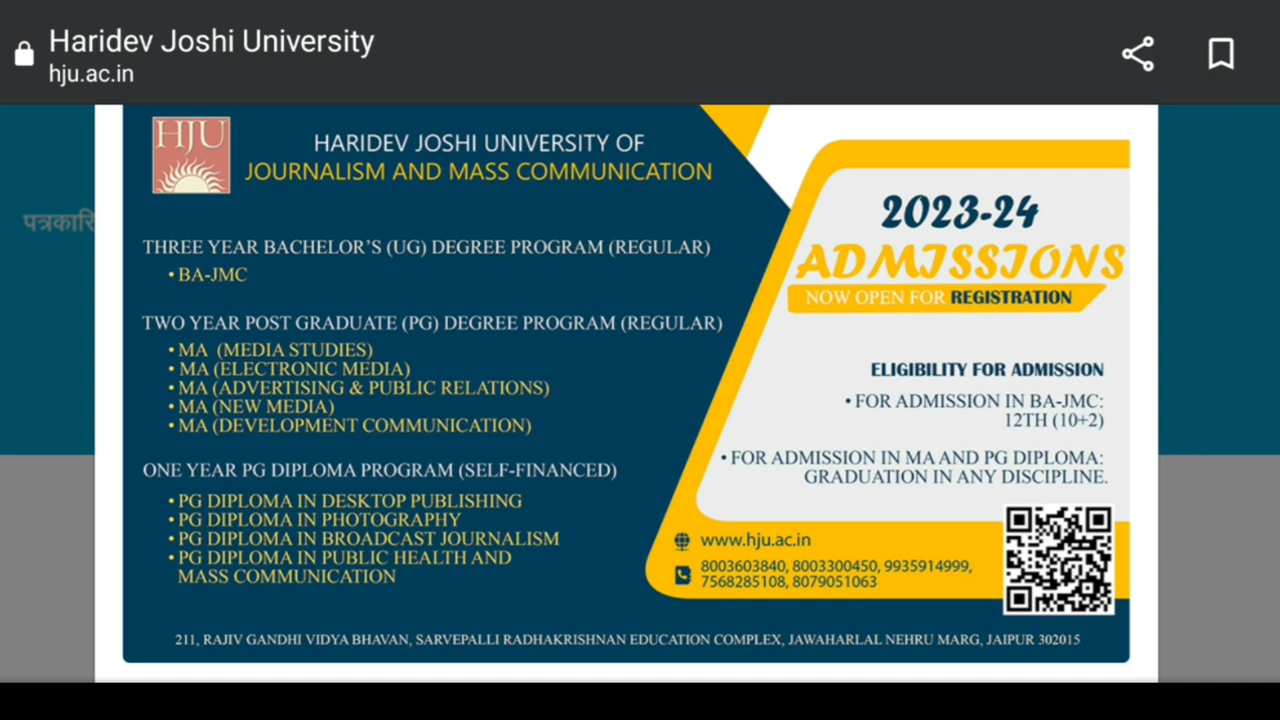 Haridev Joshi University
hju.ac.in
HJU
HARIDEV JOSHI UNIVERSITY OF
JOURNALISM AND MASS COMMUNICATION
THREE YEAR BACHELOR'S (UG) DEGREE PROGRAM (REGULAR)
• BA-JMC
TWO YEAR POST GRADUATE (PG) DEGREE PROGRAM (REGULAR)
• MA (MEDIA STUDIES)
• MA (ELECTRONIC MEDIA)
• MA (ADVERTISING & PUBLIC RELATIONS)
• MA (NEW MEDIA)
• MA (DEVELOPMENT COMMUNICATION)
ONE YEAR PG DIPLOMA PROGRAM (SELF-FINANCED)
• PG DIPLOMA IN DESKTOP PUBLISHING
• PG DIPLOMA IN PHOTOGRAPHY
• PG DIPLOMA IN BROADCAST JOURNALISM
• PG DIPLOMA IN PUBLIC HEALTH AND
MASS COMMUNICATION
2023-24
ADMISSIONS
NOW OPEN FOR REGISTRATION
ELIGIBILITY FOR ADMISSION
• FOR ADMISSION IN BA-JMC:
12TH (10+2)
• FOR ADMISSION IN MA AND PG DIPLOMA:
GRADUATION IN ANY DISCIPLINE.
www.hju.ac.in
8003603840, 8003300450, 9935914999,
7568285108, 8079051063
211, RAJIV GANDHI VIDYA BHAVAN, SARVEPALLI RADHAKRISHNAN EDUCATION COMPLEX, JAWAHARLAL NEHRU MARG, JAIPUR 302015